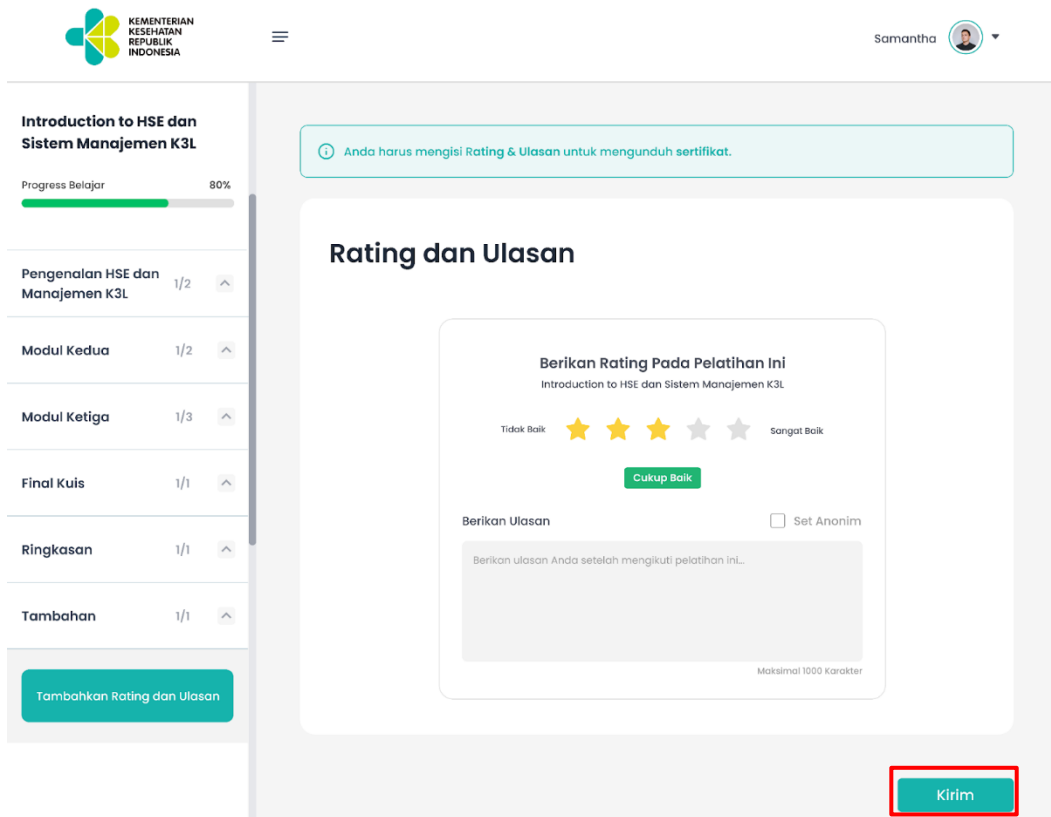 KEMENTERIAN
KESEHATAN
REPUBLIK
INDONESIA
Samantha
Introduction to HSE dan
Sistem Manajemen K3L
Progress Belajar 80%
Pengenalan HSE dan
Manajemen K3L 1/2
Modul Kedua 1/2
Modul Ketiga 1/3
Final Kuis 1/1
Ringkasan 1/1
Tambahan 1/1
Tambahkan Rating dan Ulasan
Anda harus mengisi Rating & Ulasan untuk mengunduh sertifikat.
Rating dan Ulasan
Berikan Rating Pada Pelatihan Ini
Introduction to HSE dan Sistem Manajemen K3L
Tidak Baik Sangat Baik
Cukup Baik
Berikan Ulasan Set Anonim
Berikan ulasan Anda setelah mengikuti pelatihan ini...
Maksimal 1000 Karakter
Kirim